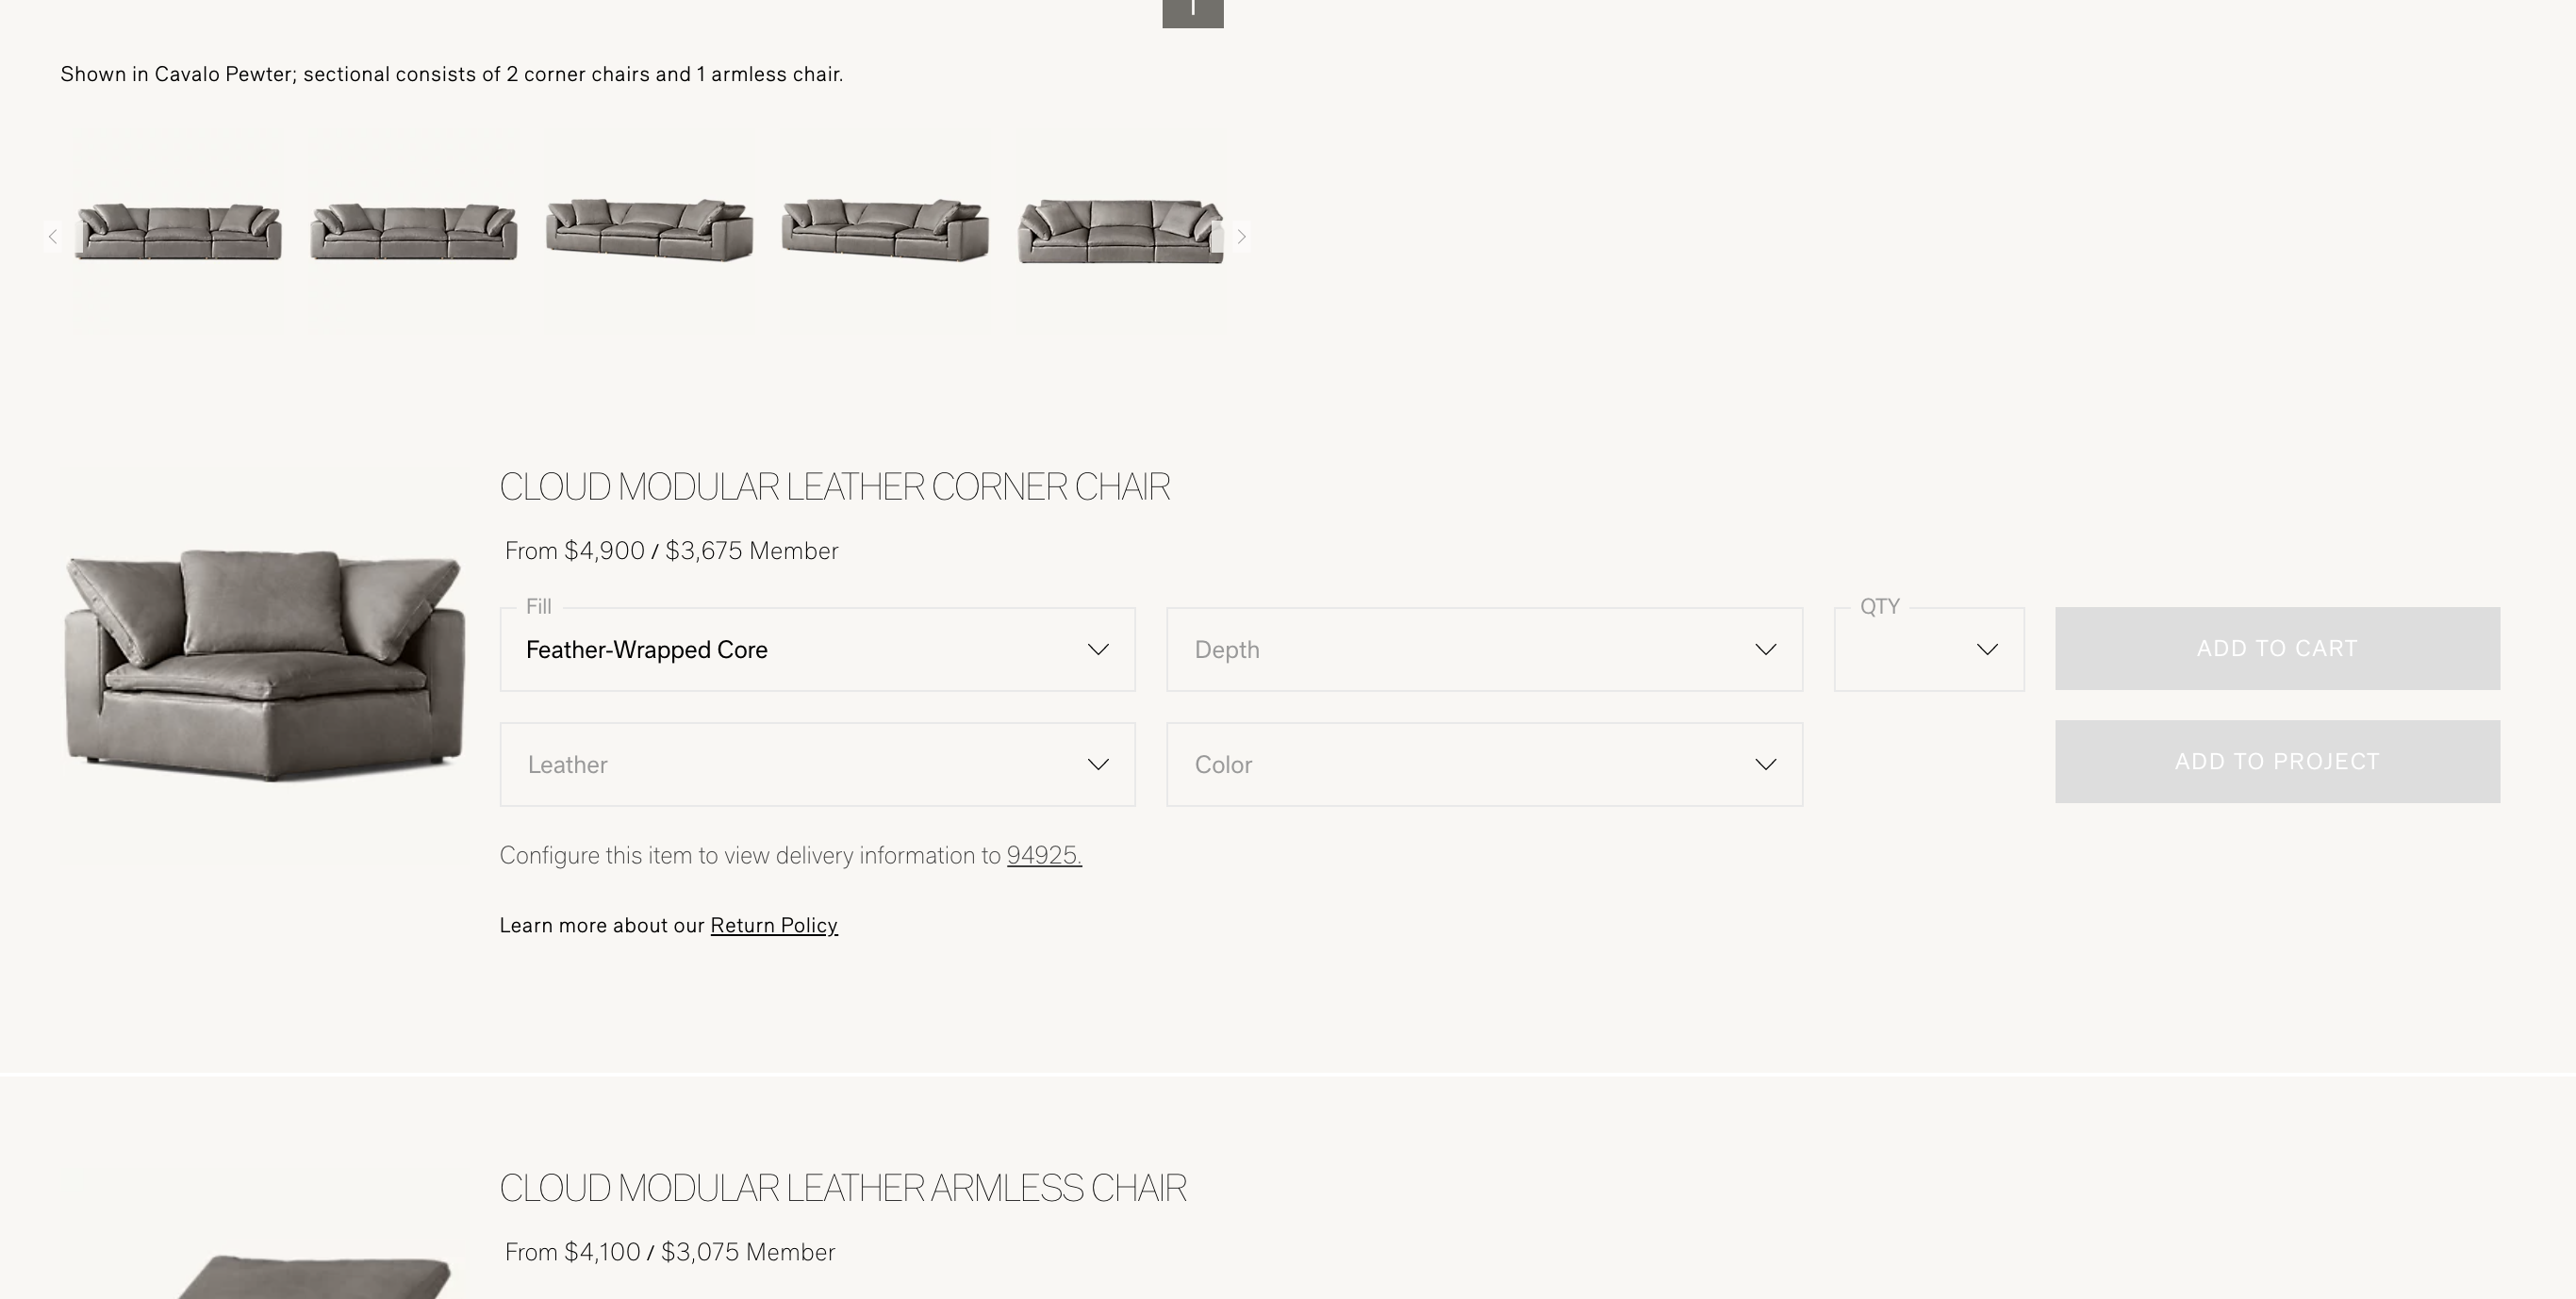 Shown in Cavalo Pewter; sectional consists of 2 corner chairs and 1 armless chair.
CLOUD MODULAR LEATHER CORNER CHAIR
From $4,900 / $3,675 Member
Fill
Feather-Wrapped Core
Depth
QTY
ADD TO CART
Leather
Color
ADD TO PROJECT
Configure this item to view delivery information to 94925.
Learn more about our Return Policy
CLOUD MODULAR LEATHER ARMLESS CHAIR
From $4,100 / $3,075 Member